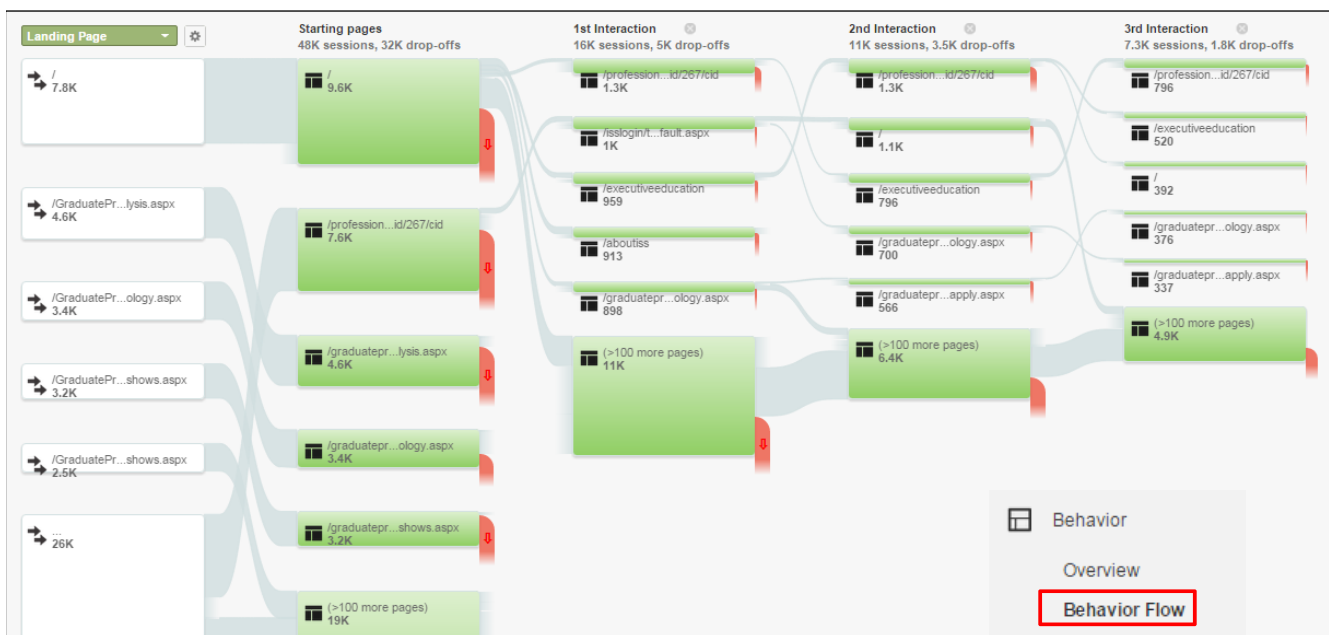 Landing Page
/
7.8K
/GraduatePr...lysis.aspx
4.6K
/GraduatePr...ology.aspx
3.4K
/GraduatePr...shows.aspx
3.2K
/GraduatePr...shows.aspx
2.5K
...
26K
Starting pages
48K sessions, 32K drop-offs
/
9.6K
/profession...id/267/cid
7.6K
/graduatepr...lysis.aspx
4.6K
/graduatepr...ology.aspx
3.4K
/graduatepr...shows.aspx
3.2K
(>100 more pages)
19K
1st Interaction
16K sessions, 5K drop-offs
/profession...id/267/cid
1.3K
/isslogin/t...fault.aspx
1K
/executiveeducation
959
/aboutiss
913
/graduatepr...ology.aspx
898
(>100 more pages)
11K
2nd Interaction
11K sessions, 3.5K drop-offs
/profession...id/267/cid
1.3K
/
1.1K
/executiveeducation
796
/graduatepr...ology.aspx
700
/graduatepr...apply.aspx
566
(>100 more pages)
6.4K
3rd Interaction
7.3K sessions, 1.8K drop-offs
/profession...id/267/cid
796
/executiveeducation
520
/
392
/graduatepr...ology.aspx
376
/graduatepr...apply.aspx
337
(>100 more pages)
4.9K
Behavior
Overview
Behavior Flow